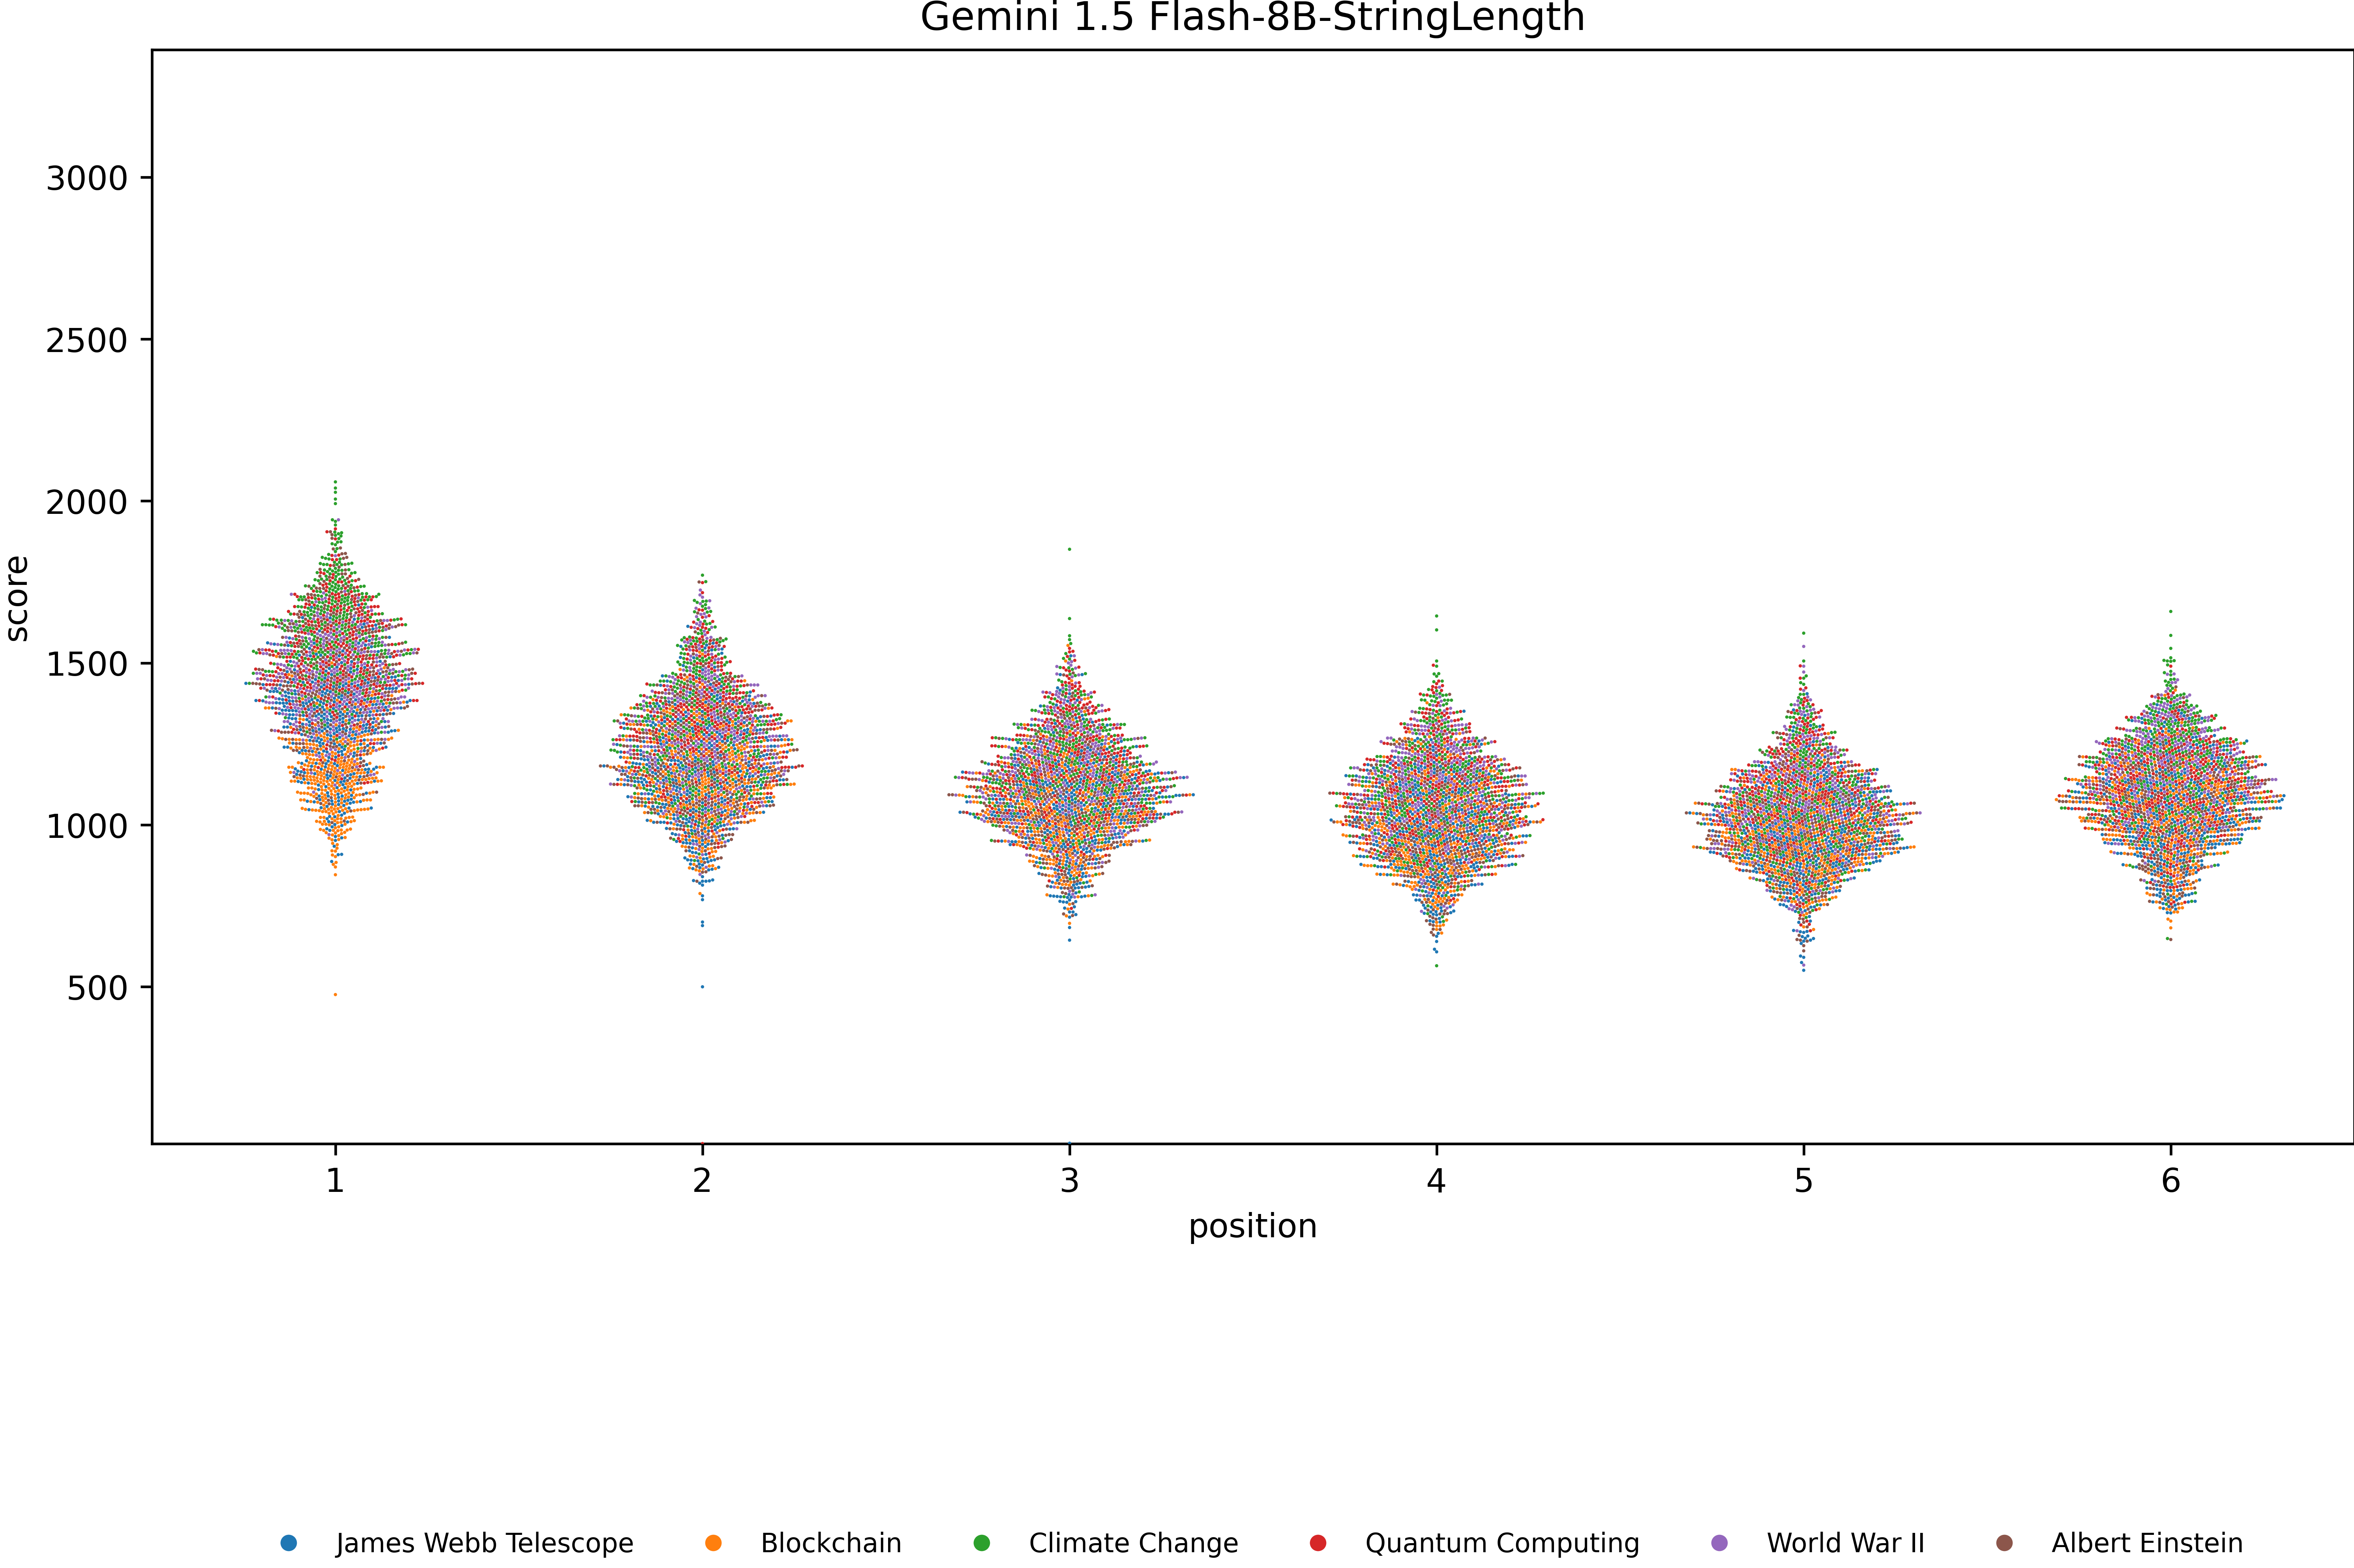 Gemini 1.5 Flash-8B-StringLength
score
3000
2500
2000
1500
1000
500
1 2 3 4 5 6
position
James Webb Telescope Blockchain Climate Change Quantum Computing World War II Albert Einstein